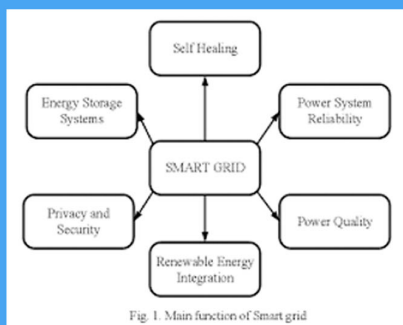 Self Healing
Energy Storage
Systems
Power System
Reliability
SMART GRID
Privacy and
Security
Power Quality
Renewable Energy
Integration
Fig. 1. Main function of Smart grid